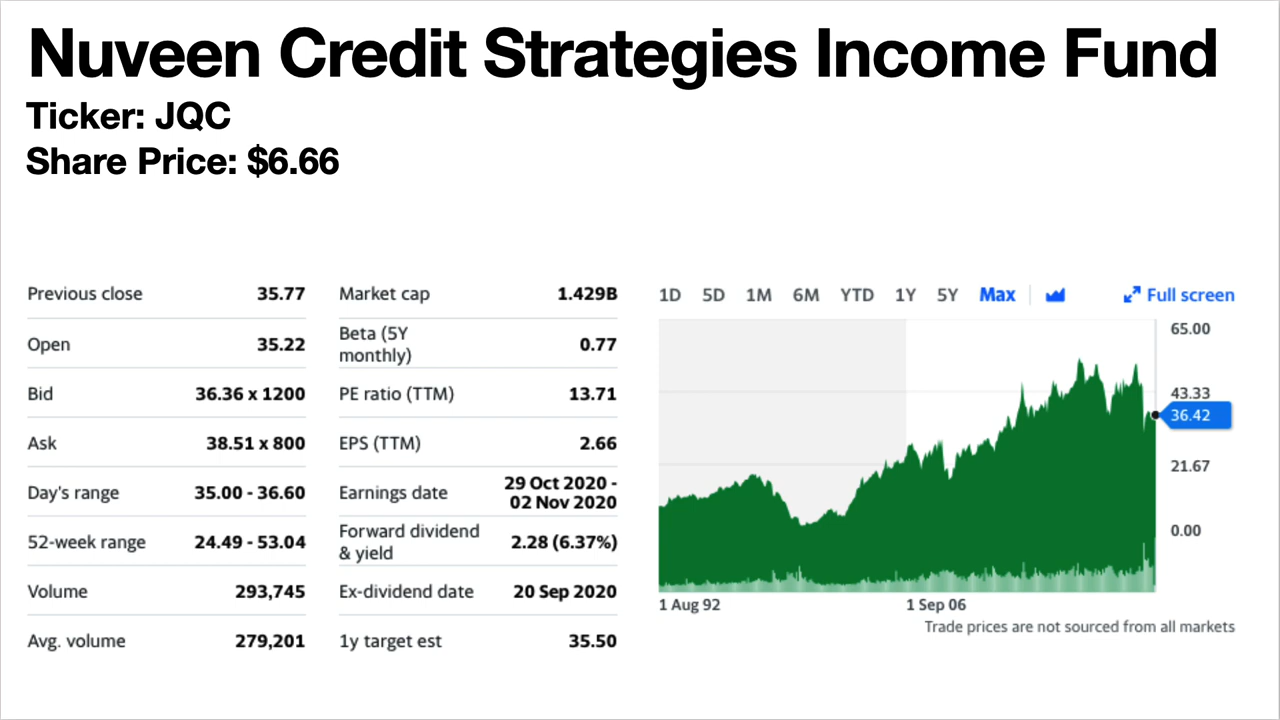 Nuveen Credit Strategies Income Fund
Ticker: JQC
Share Price: $6.66
Previous close 35.77
Open 35.22
Bid 36.36 x 1200
Ask 38.51 x 800
Day's range 35.00 - 36.60
52-week range 24.49 - 53.04
Volume 293,745
Avg. volume 279,201
Market cap 1.429B
Beta (5Y
monthly) 0.77
PE ratio (TTM) 13.71
EPS (TTM) 2.66
Earnings date 29 Oct 2020 -
02 Nov 2020
Forward dividend
& yield 2.28 (6.37%)
Ex-dividend date 20 Sep 2020
1y target est 35.50
1D 5D 1M 6M YTD 1Y 5Y Max Full screen
65.00
43.33
36.42
21.67
0.00
1 Aug 92 1 Sep 06
Trade prices are not sourced from all markets